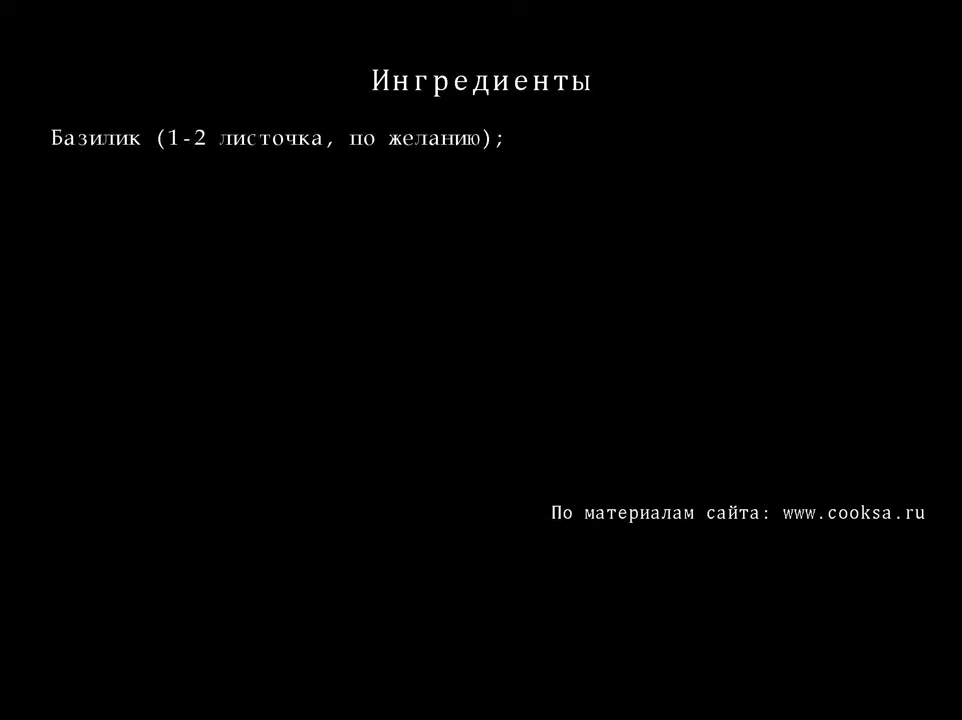 Ингредиенты
Базилик (1-2 листочка, по желанию);
По материалам сайта: www.cooksa.ru